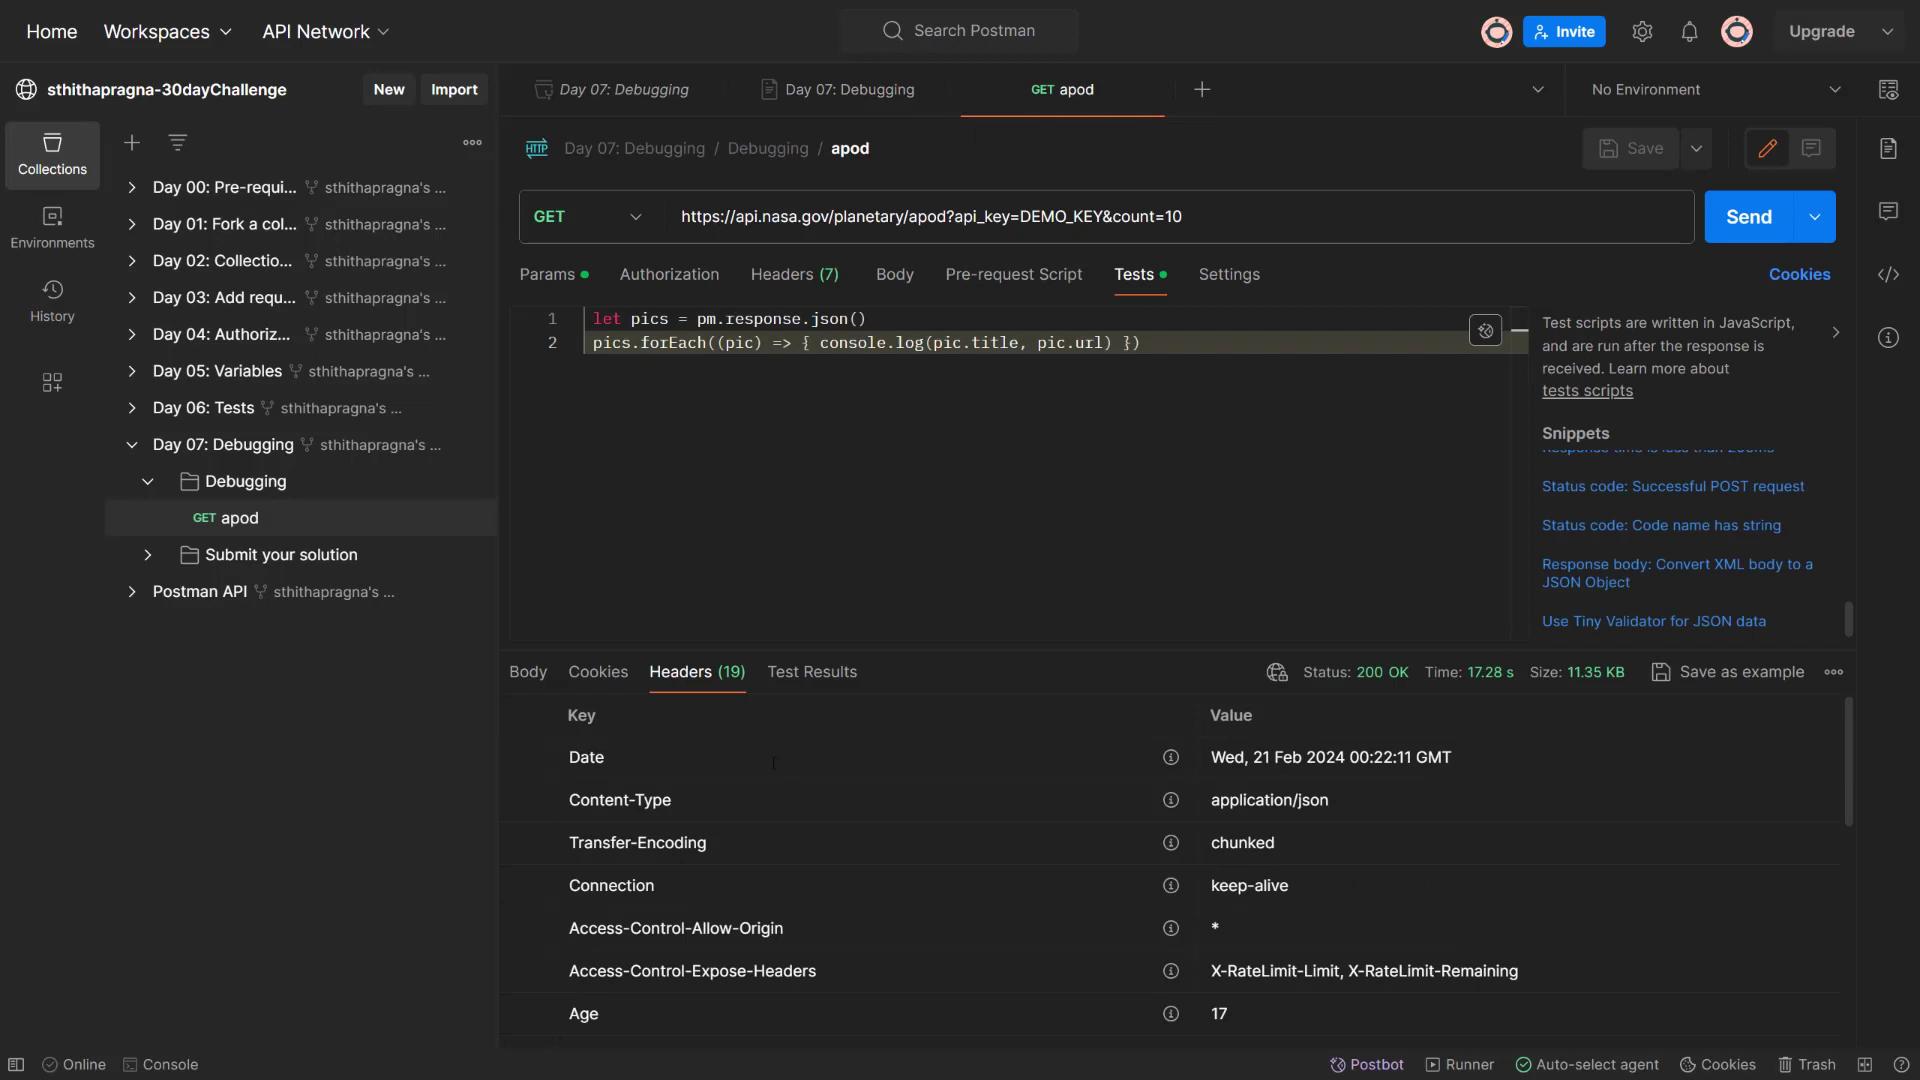 Home
Workspaces
API Network
Search Postman
Invite
Upgrade
sthithapragna-30dayChallenge
New
Import
Day 07: Debugging
Day 07: Debugging
GET apod
No Environment
Collections
Environments
History
Day 00: Pre-requi... sthithapragna's ...
Day 01: Fork a col... sthithapragna's ...
Day 02: Collectio... sthithapragna's ...
Day 03: Add requ... sthithapragna's ...
Day 04: Authoriz... sthithapragna's ...
Day 05: Variables sthithapragna's ...
Day 06: Tests sthithapragna's ...
Day 07: Debugging sthithapragna's ...
Debugging
GET apod
Submit your solution
Postman API sthithapragna's ...
HTTP Day 07: Debugging / Debugging / apod
Save
GET
https://api.nasa.gov/planetary/apod?api_key=DEMO_KEY&count=10
Send
Params
Authorization
Headers (7)
Body
Pre-request Script
Tests
Settings
Cookies
1 let pics = pm.response.json()
2 pics.forEach((pic) => { console.log(pic.title, pic.url) })
Test scripts are written in JavaScript,
and are run after the response is
received. Learn more about
tests scripts
Snippets
Response time is less than 200ms
Status code: Successful POST request
Status code: Code name has string
Response body: Convert XML body to a
JSON Object
Use Tiny Validator for JSON data
Body
Cookies
Headers (19)
Test Results
Status: 200 OK
Time: 17.28 s
Size: 11.35 KB
Save as example
Key Value
Date Wed, 21 Feb 2024 00:22:11 GMT
Content-Type application/json
Transfer-Encoding chunked
Connection keep-alive
Access-Control-Allow-Origin *
Access-Control-Expose-Headers X-RateLimit-Limit, X-RateLimit-Remaining
Age 17
Online
Console
Postbot
Runner
Auto-select agent
Cookies
Trash